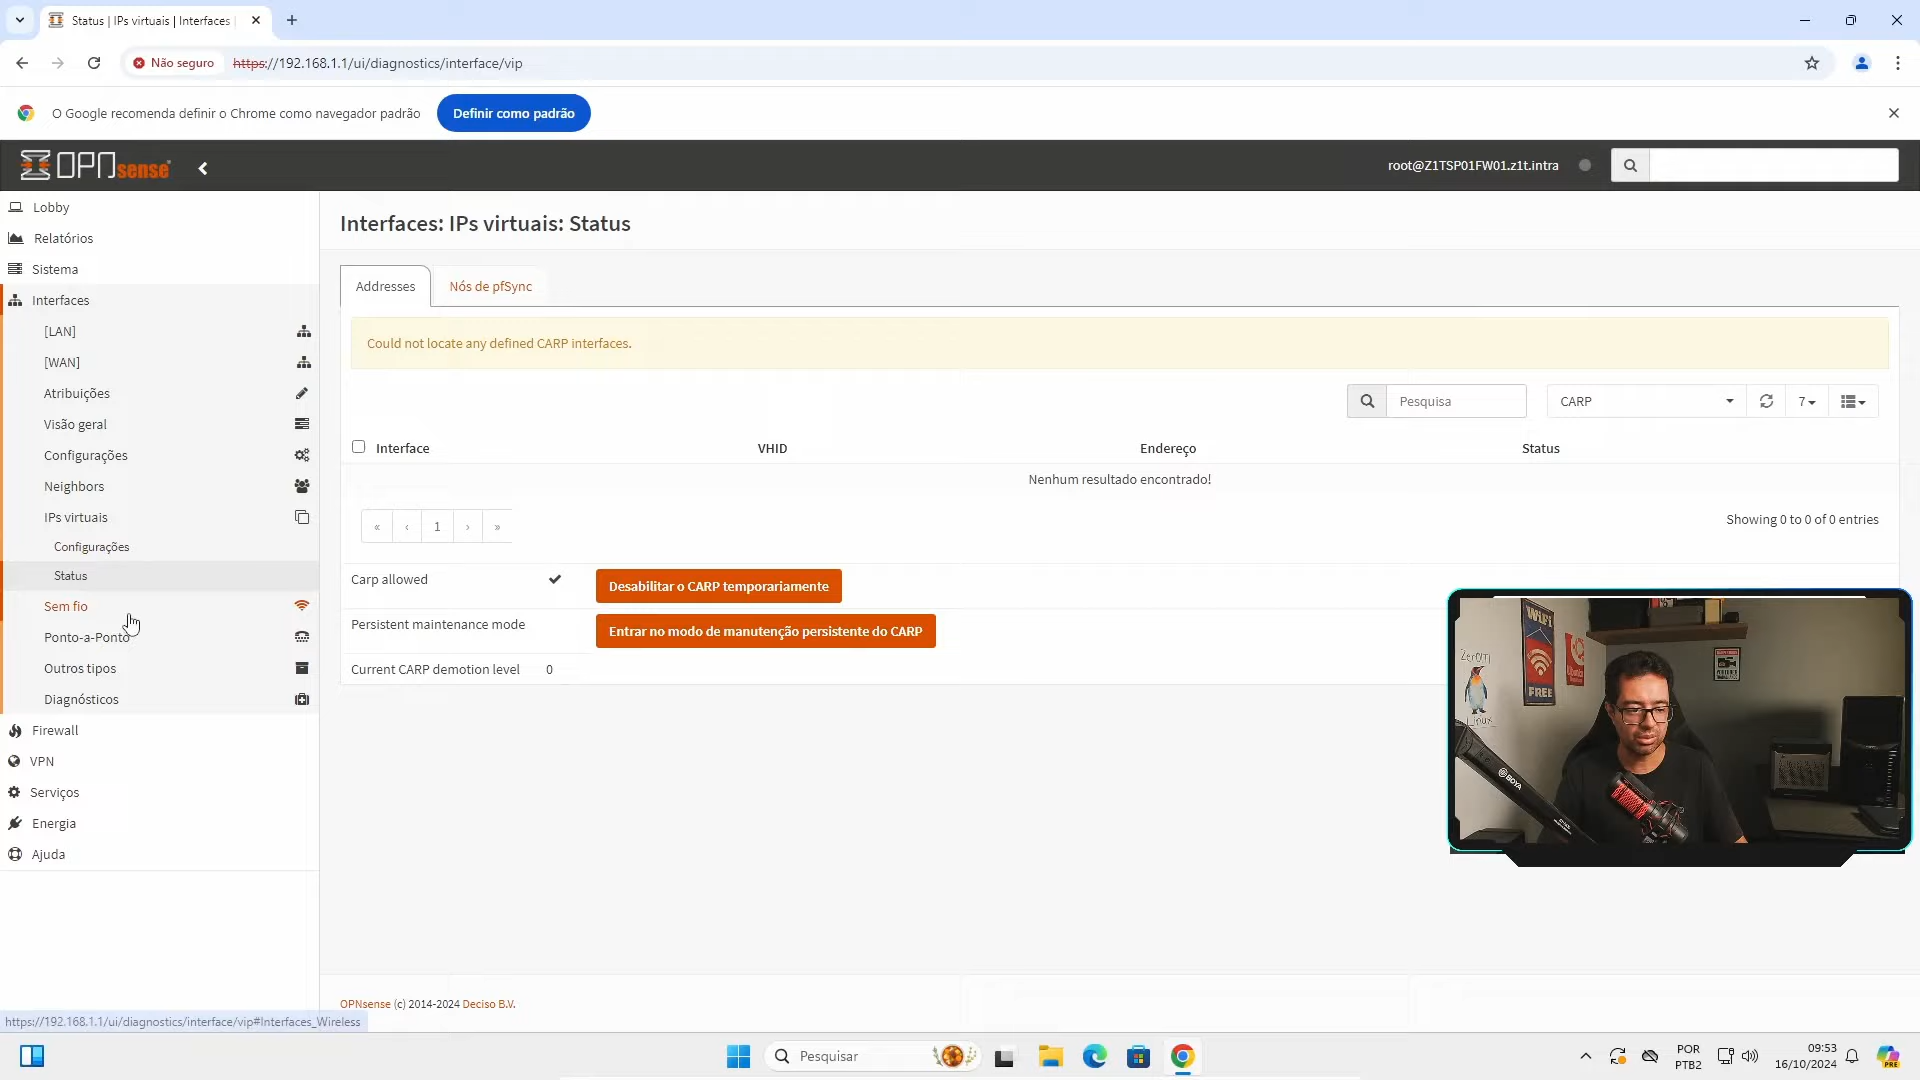 Status | IPs virtuais | Interfaces
Não seguro
https://192.168.1.1/ui/diagnostics/interface/vip
O Google recomenda definir o Chrome como navegador padrão
Definir como padrão
OPNsense
root@Z1TSP01FW01.z1t.intra
Lobby
Relatórios
Sistema
Interfaces
[LAN]
[WAN]
Atribuições
Visão geral
Configurações
Neighbors
IPs virtuais
Configurações
Status
Sem fio
Ponto-a-Ponto
Outros tipos
Diagnósticos
Firewall
VPN
Serviços
Energia
Ajuda
Interfaces: IPs virtuais: Status
Addresses
Nós de pfSync
Could not locate any defined CARP interfaces.
Pesquisa
CARP
7
Interface
VHID
Endereço
Status
Nenhum resultado encontrado!
« ‹ 1 › »
Showing 0 to 0 of 0 entries
Carp allowed
Desabilitar o CARP temporariamente
Persistent maintenance mode
Entrar no modo de manutenção persistente do CARP
Current CARP demotion level 0
WiFi
FREE
ZeroTI
Linux
BOYA
OPNsense (c) 2014-2024 Deciso B.V.
https://192.168.1.1/ui/diagnostics/interface/vip#Interfaces_Wireless
Pesquisar
POR
PTB2
09:53
16/10/2024
PRE